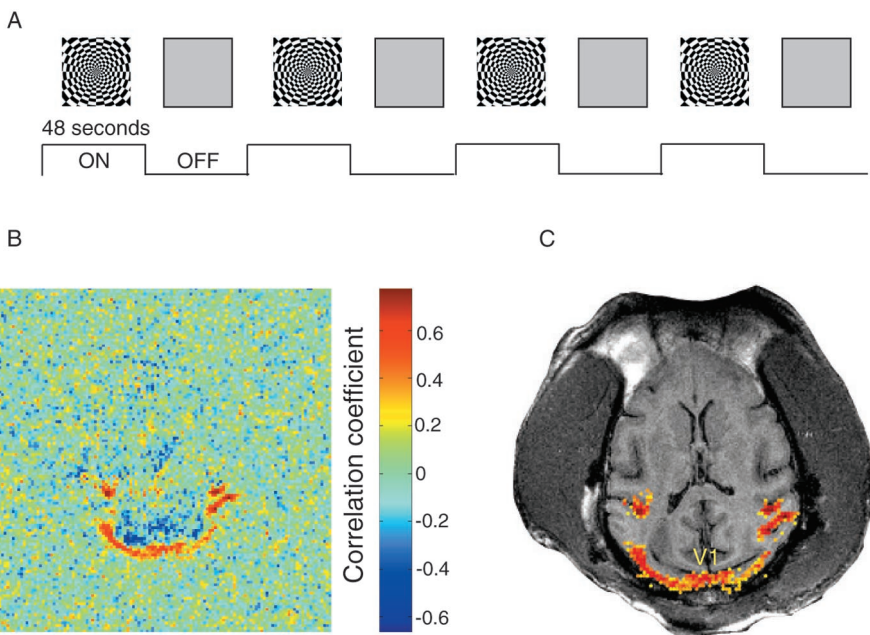 A
48 seconds
ON OFF
B
C
Correlation coefficient
0.6
0.4
0.2
0
-0.2
-0.4
-0.6
V1